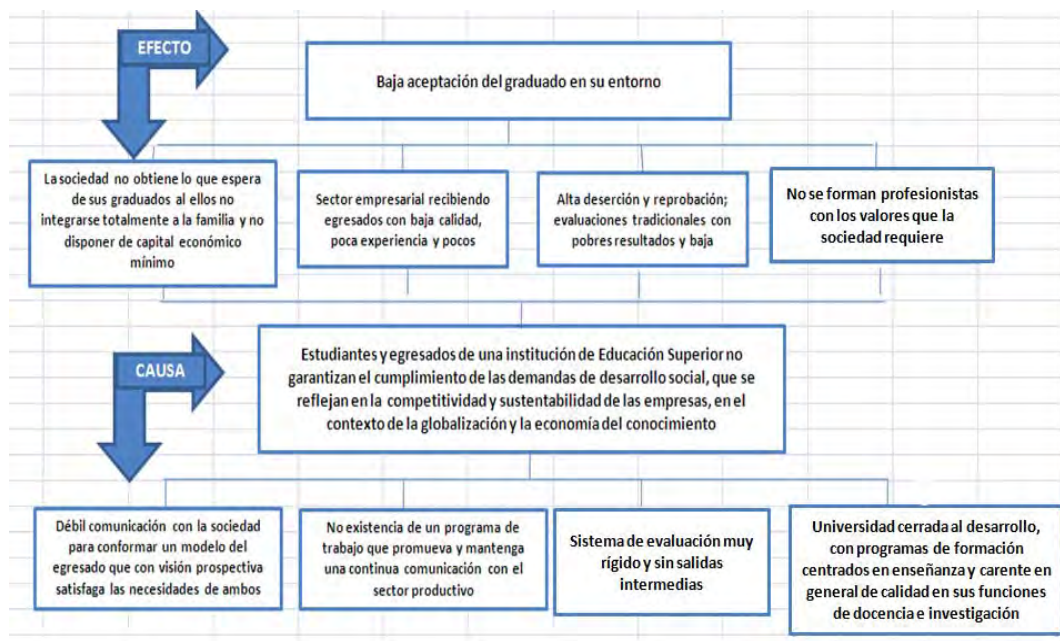 EFECTO
Baja aceptación del graduado en su entorno
La sociedad no obtiene lo que espera
de sus graduados al ellos no
integrarse totalmente a la familia y no
disponer de capital económico
mínimo
Sector empresarial recibiendo
egresados con baja calidad,
poca experiencia y pocos
Alta deserción y reprobación;
evaluaciones tradicionales con
pobres resultados y baja
No se forman profesionistas
con los valores que la
sociedad requiere
CAUSA
Estudiantes y egresados de una institución de Educación Superior no
garantizan el cumplimiento de las demandas de desarrollo social, que se
reflejan en la competitividad y sustentabilidad de las empresas, en el
contexto de la globalización y la economía del conocimiento
Débil comunicación con la sociedad
para conformar un modelo del
egresado que con visión prospectiva
satisfaga las necesidades de ambos
No existencia de un programa de
trabajo que promueva y mantenga
una continua comunicación con el
sector productivo
Sistema de evaluación muy
rígido y sin salidas
intermedias
Universidad cerrada al desarrollo,
con programas de formación
centrados en enseñanza y carente en
general de calidad en sus funciones
de docencia e investigación